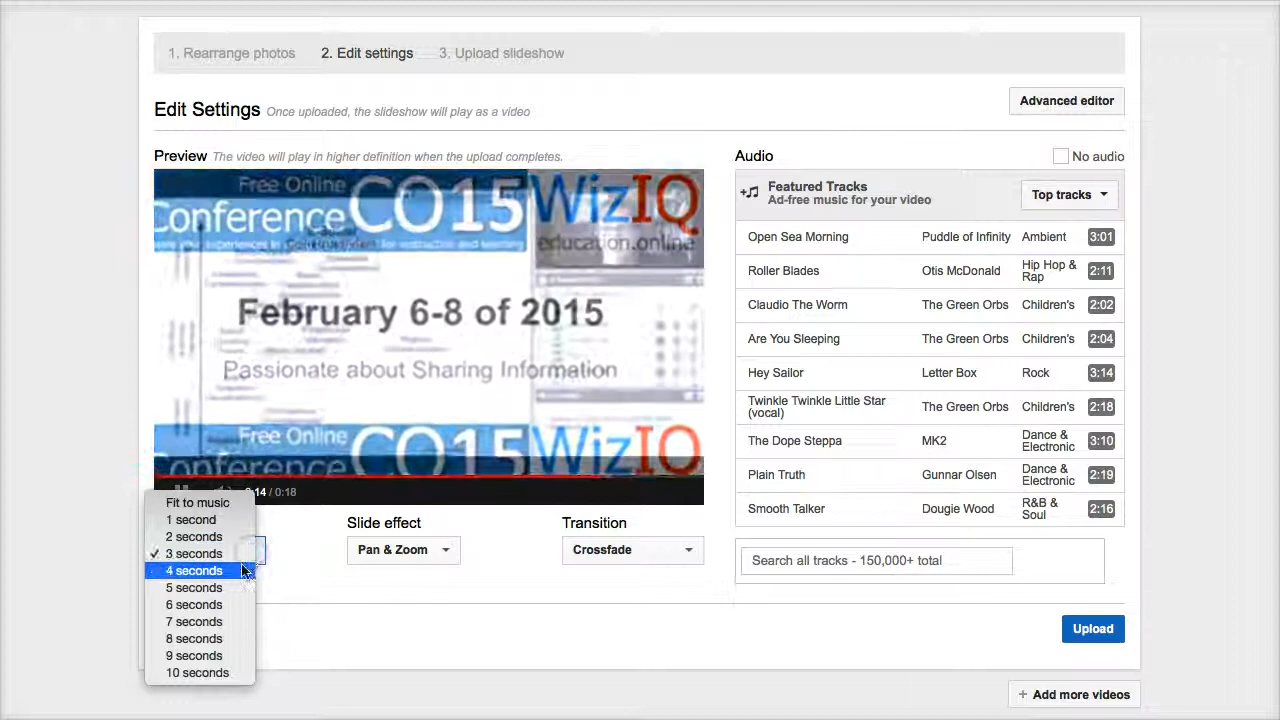 1. Rearrange photos 2. Edit settings 3. Upload slideshow
Edit Settings Once uploaded, the slideshow will play as a video
Advanced editor
Preview The video will play in higher definition when the upload completes.
Free Online
Conference CO15 WizIQ
education.online
February 6-8 of 2015
Passionate about Sharing Information
Free Online
Conference CO15 WizIQ
14 / 0:18
Fit to music
1 second
2 seconds
3 seconds
4 seconds
5 seconds
6 seconds
7 seconds
8 seconds
9 seconds
10 seconds
Slide effect
Pan & Zoom
Transition
Crossfade
Audio
No audio
Featured Tracks
Ad-free music for your video
Top tracks
Open Sea Morning Puddle of Infinity Ambient 3:01
Roller Blades Otis McDonald Hip Hop & Rap 2:11
Claudio The Worm The Green Orbs Children's 2:02
Are You Sleeping The Green Orbs Children's 2:04
Hey Sailor Letter Box Rock 3:14
Twinkle Twinkle Little Star (vocal) The Green Orbs Children's 2:18
The Dope Steppa MK2 Dance & Electronic 3:10
Plain Truth Gunnar Olsen Dance & Electronic 2:19
Smooth Talker Dougie Wood R&B & Soul 2:16
Search all tracks - 150,000+ total
Upload
+ Add more videos